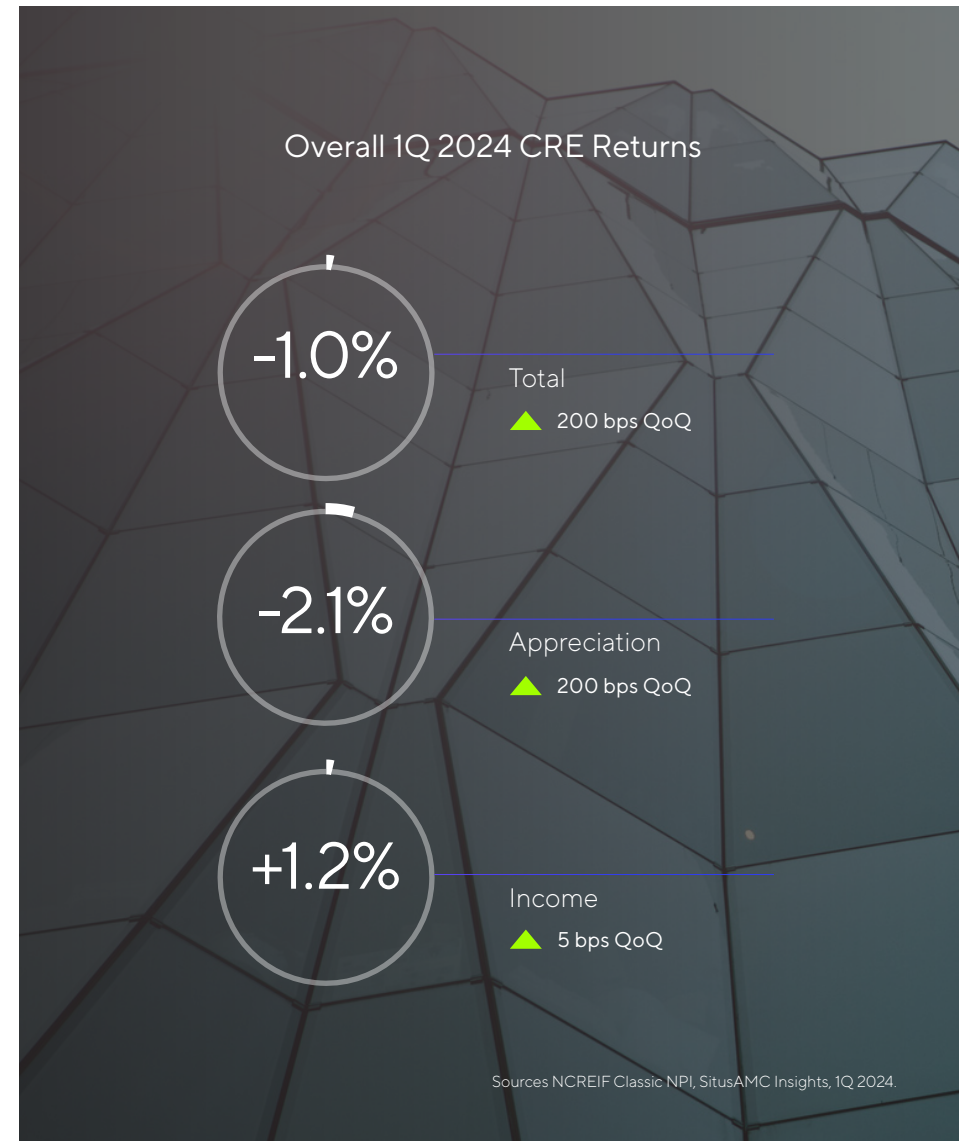 Overall 1Q 2024 CRE Returns
-1.0%
Total
200 bps QoQ
-2.1%
Appreciation
200 bps QoQ
+1.2%
Income
5 bps QoQ
Sources NCREIF Classic NPI, SitusAMC Insights, 1Q 2024.